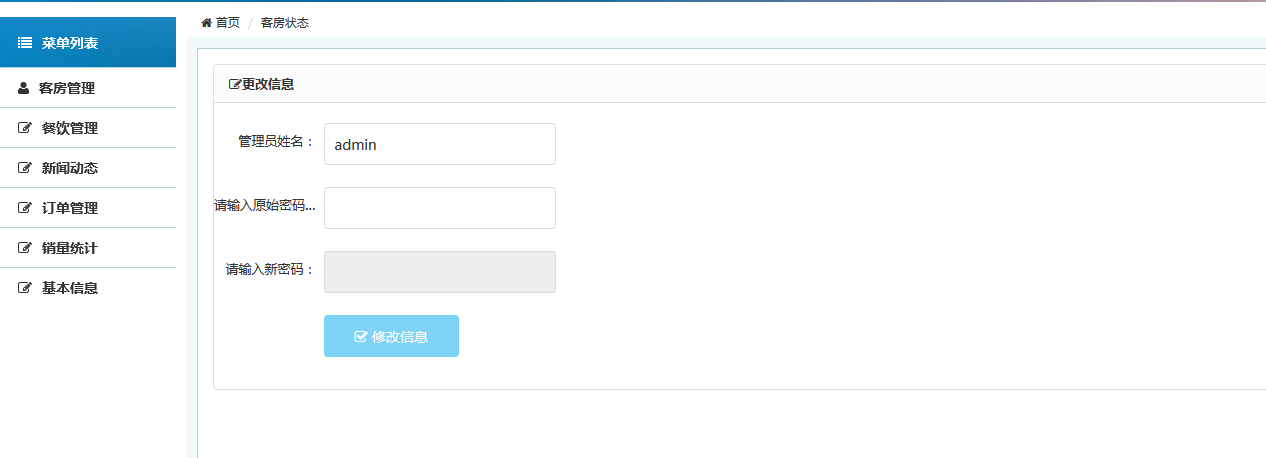 首页 / 客房状态
菜单列表
客房管理
餐饮管理
新闻动态
订单管理
销量统计
基本信息
更改信息
管理员姓名： admin
请输入原始密码...
请输入新密码：
修改信息